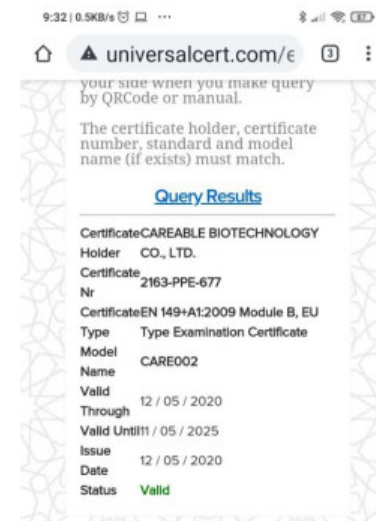 9:32 | 0.5KB/s ... 87
universalcert.com/e 3
your side when you make query
by QRCode or manual.
The certificate holder, certificate
number, standard and model
name (if exists) must match.
Query Results
Certificate CAREABLE BIOTECHNOLOGY
Holder CO., LTD.
Certificate
Nr 2163-PPE-677
Certificate EN 149+A1:2009 Module B, EU
Type Type Examination Certificate
Model
Name CARE002
Valid
Through 12 / 05 / 2020
Valid Until 11 / 05 / 2025
Issue
Date 12 / 05 / 2020
Status Valid